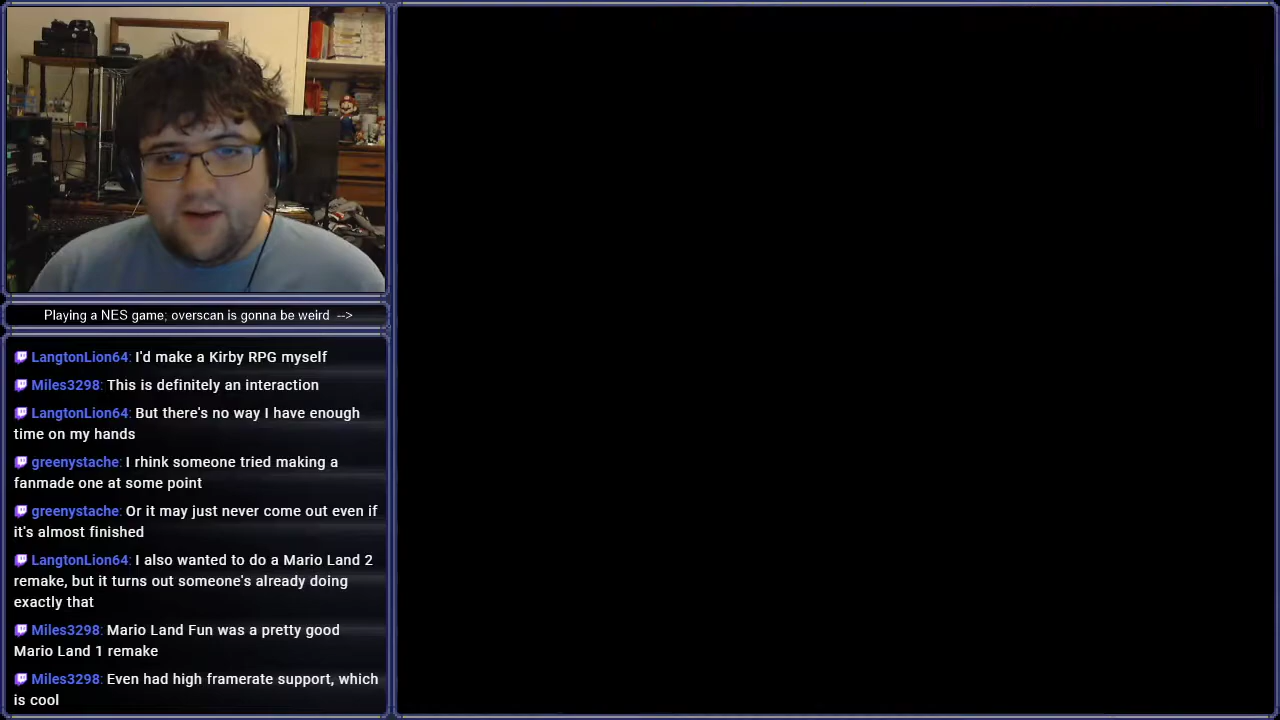 Playing a NES game; overscan is gonna be weird -->
LangtonLion64: I'd make a Kirby RPG myself
Miles3298: This is definitely an interaction
LangtonLion64: But there's no way I have enough
time on my hands
greenystache: I rhink someone tried making a
fanmade one at some point
greenystache: Or it may just never come out even if
it's almost finished
LangtonLion64: I also wanted to do a Mario Land 2
remake, but it turns out someone's already doing
exactly that
Miles3298: Mario Land Fun was a pretty good
Mario Land 1 remake
Miles3298: Even had high framerate support, which
is cool